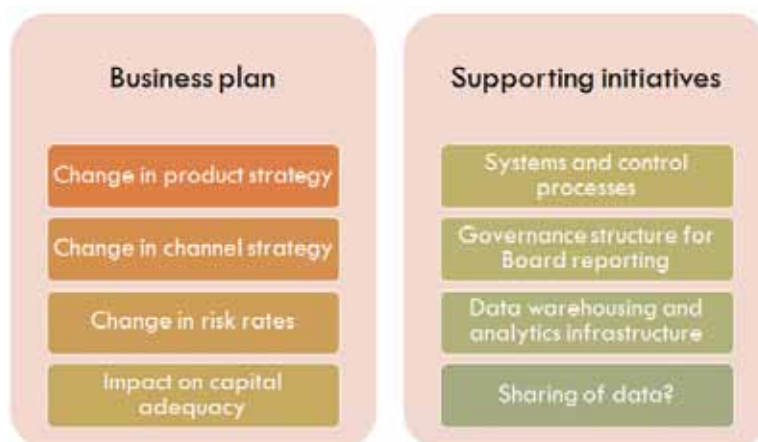 Business plan
Change in product strategy
Change in channel strategy
Change in risk rates
Impact on capital
adequacy
Supporting initiatives
Systems and control
processes
Governance structure for
Board reporting
Data warehousing and
analytics infrastructure
Sharing of data?